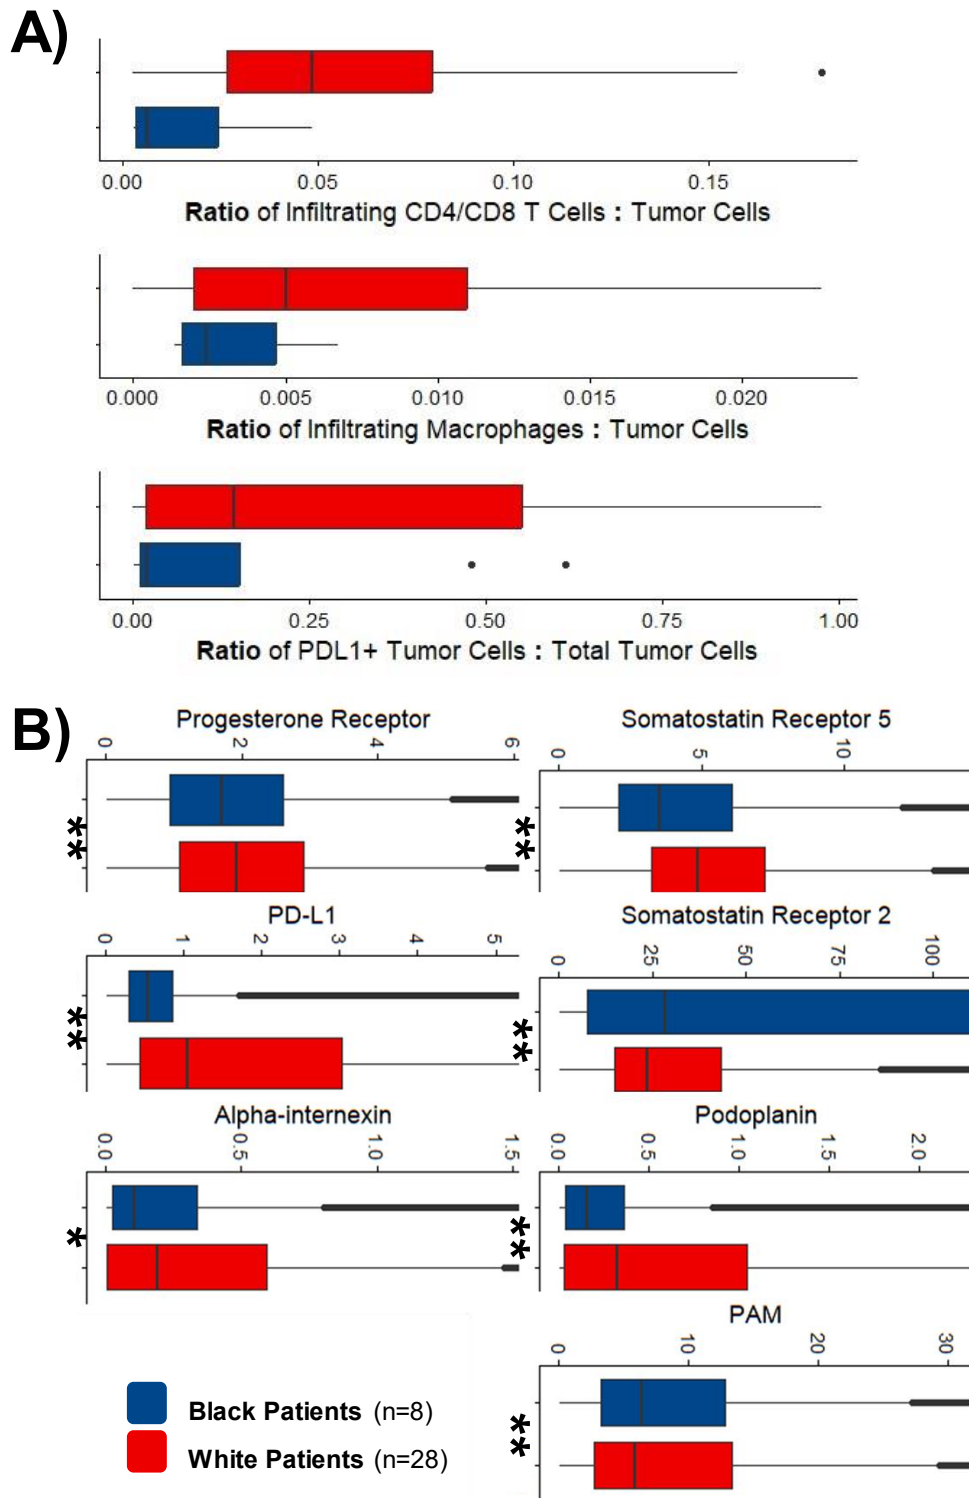 A)
0.00 0.05 0.10 0.15
Ratio of Infiltrating CD4/CD8 T Cells : Tumor Cells
0.000 0.005 0.010 0.015 0.020
Ratio of Infiltrating Macrophages : Tumor Cells
0.00 0.25 0.50 0.75 1.00
Ratio of PDL1+ Tumor Cells : Total Tumor Cells
B)
Progesterone Receptor
0 2 4 6
**
Somatostatin Receptor 5
0 5 10
**
PD-L1
0 1 2 3 4 5
**
Somatostatin Receptor 2
0 25 50 75 100
**
Alpha-internexin
0.0 0.5 1.0 1.5
*
Podoplanin
0.0 0.5 1.0 1.5 2.0
**
PAM
0 10 20 30
**
Black Patients (n=8)
White Patients (n=28)